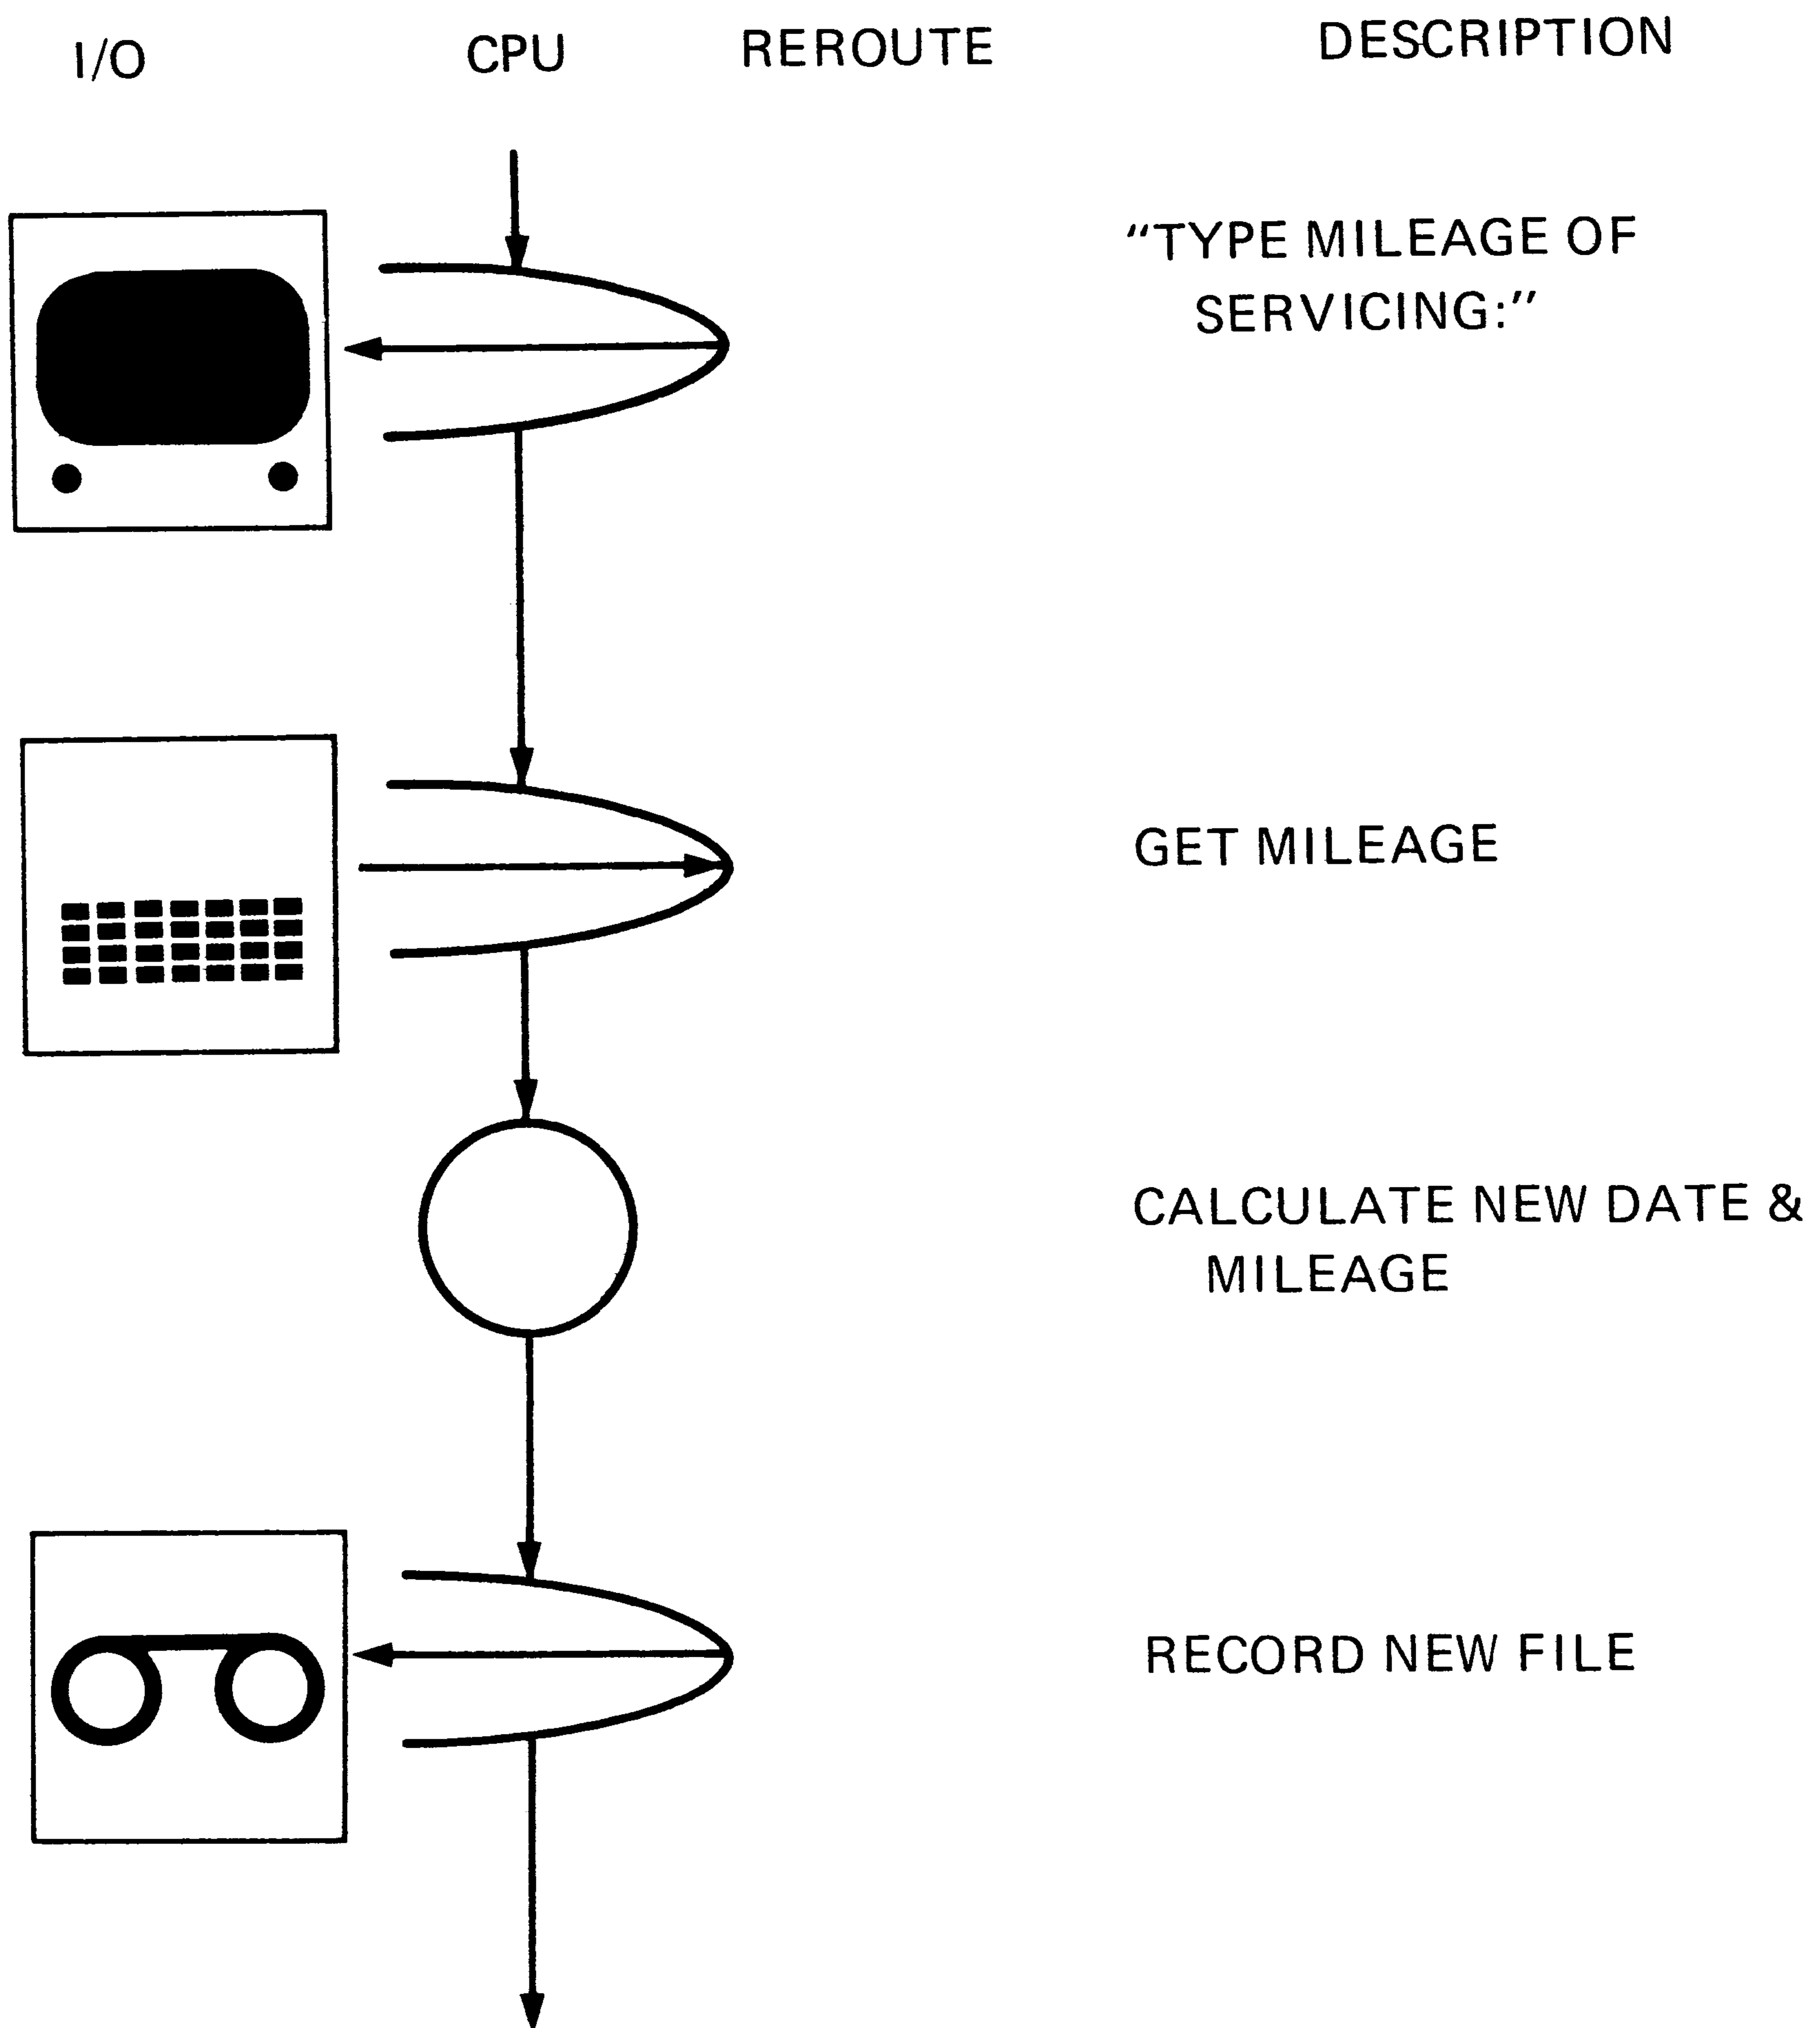 I/O CPU REROUTE DESCRIPTION
"TYPE MILEAGE OF
SERVICING:"
GET MILEAGE
CALCULATE NEW DATE &
MILEAGE
RECORD NEW FILE